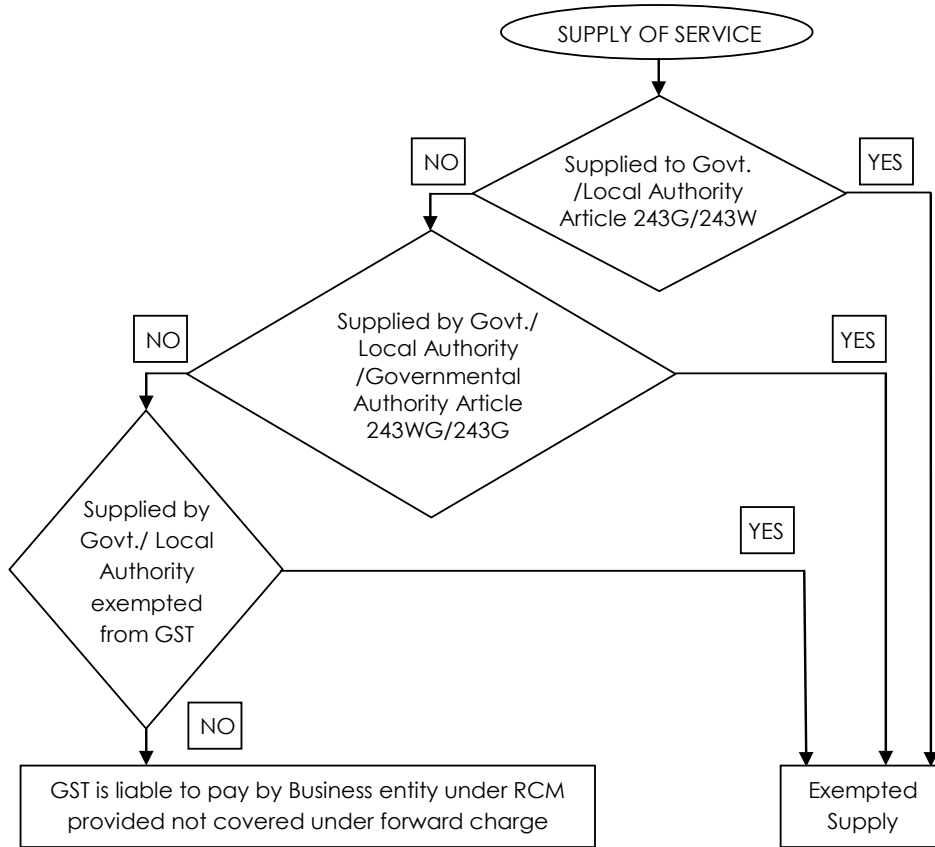 SUPPLY OF SERVICE
NO
YES
Supplied to Govt.
/Local Authority
Article 243G/243W
NO
YES
Supplied by Govt./
Local Authority
/Governmental
Authority Article
243WG/243G
YES
Supplied by
Govt./ Local
Authority
exempted
from GST
NO
GST is liable to pay by Business entity under RCM
provided not covered under forward charge
Exempted
Supply